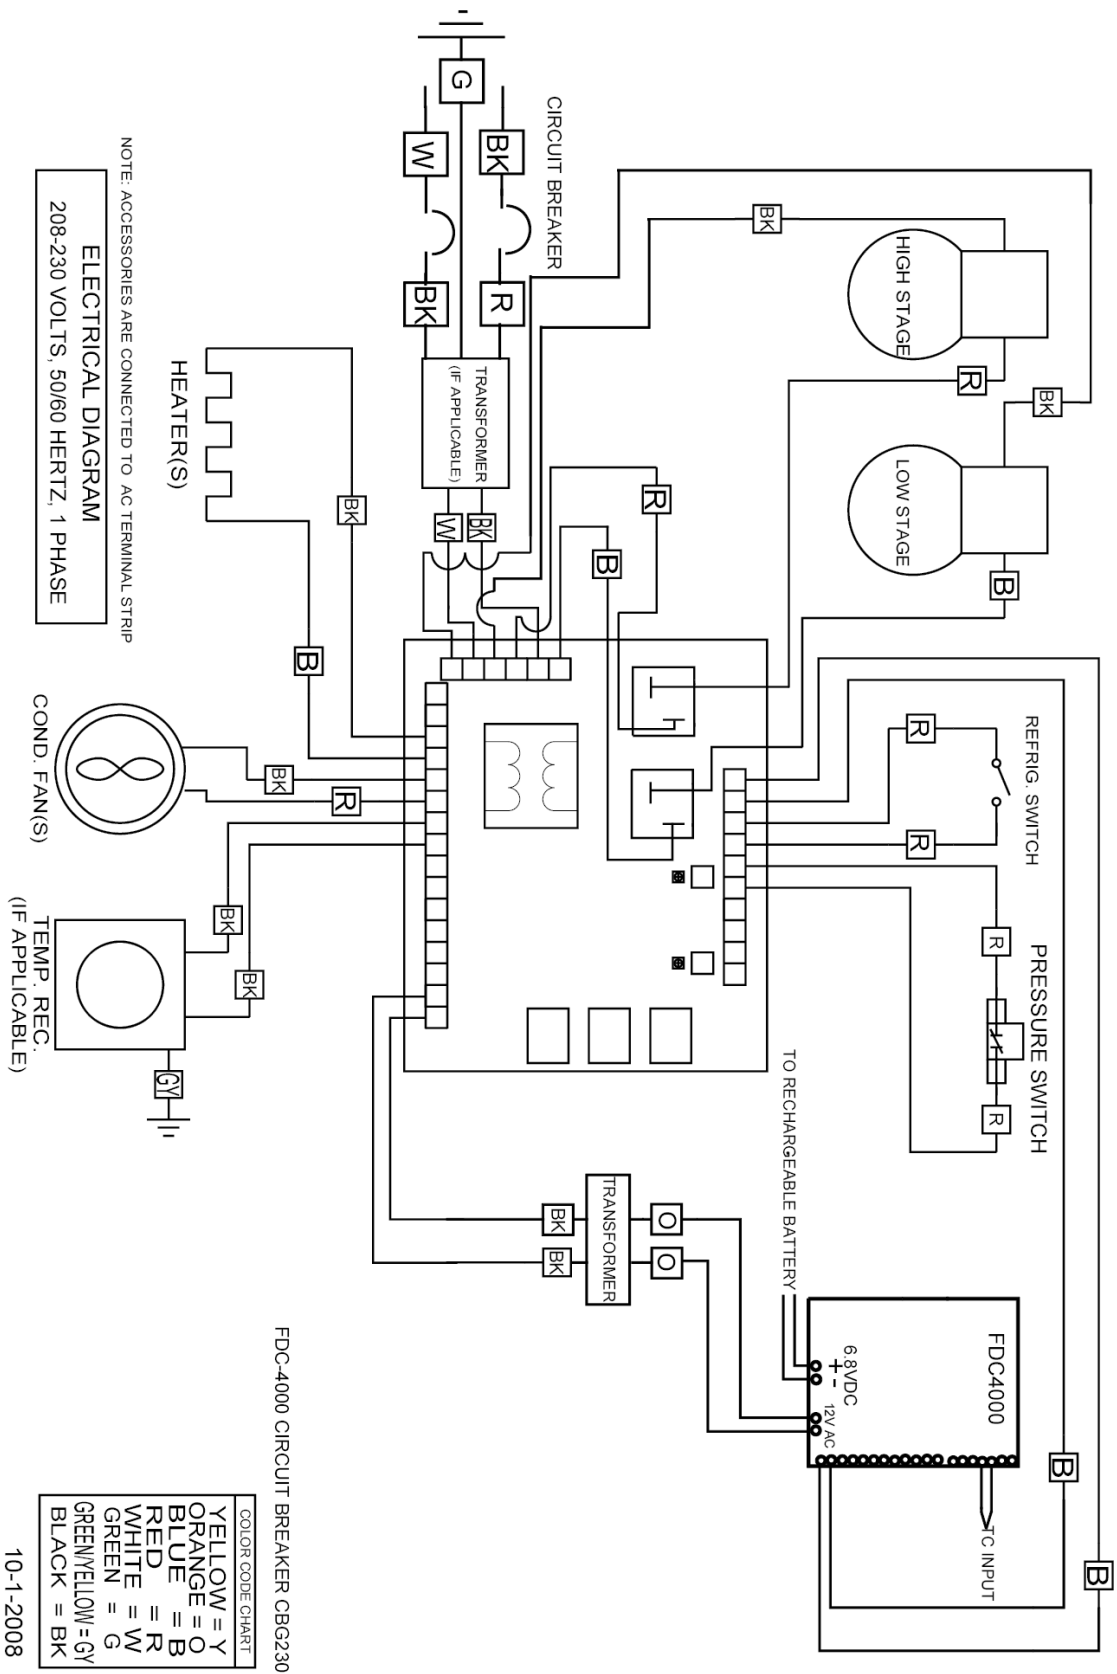 HIGH STAGE
BK
R
BK
LOW STAGE
B
REFRIG. SWITCH
R
R
PRESSURE SWITCH
R
R
FDC4000
6.8VDC
+ -
12V AC
TC INPUT
B
B
TO RECHARGEABLE BATTERY
CIRCUIT BREAKER
G
BK
W
R
BK
TRANSFORMER
(IF APPLICABLE)
BK
W
R
B
TRANSFORMER
O
O
BK
BK
HEATER(S)
BK
B
COND. FAN(S)
BK
R
TEMP. REC.
(IF APPLICABLE)
BK
BK
GY
NOTE: ACCESSORIES ARE CONNECTED TO AC TERMINAL STRIP
ELECTRICAL DIAGRAM
208-230 VOLTS, 50/60 HERTZ, 1 PHASE
FDC-4000 CIRCUIT BREAKER CBG230
COLOR CODE CHART
YELLOW = Y
ORANGE = O
BLUE = B
RED = R
WHITE = W
GREEN = G
GREEN/YELLOW = GY
BLACK = BK
10-1-2008